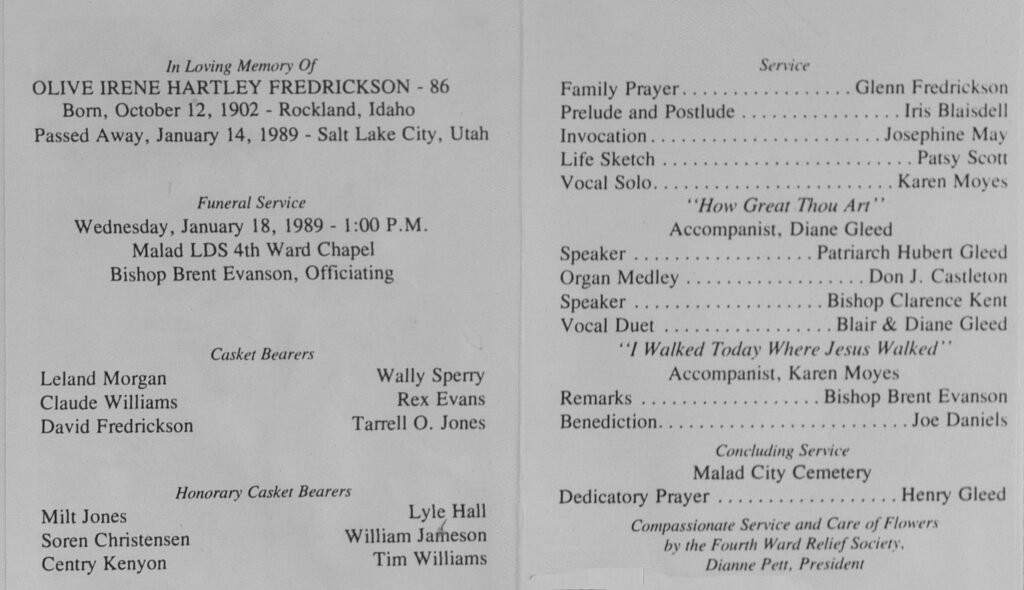 In Loving Memory Of
OLIVE IRENE HARTLEY FREDRICKSON - 86
Born, October 12, 1902 - Rockland, Idaho
Passed Away, January 14, 1989 - Salt Lake City, Utah
Funeral Service
Wednesday, January 18, 1989 - 1:00 P.M.
Malad LDS 4th Ward Chapel
Bishop Brent Evanson, Officiating
Casket Bearers
Leland Morgan Wally Sperry
Claude Williams Rex Evans
David Fredrickson Tarrell O. Jones
Honorary Casket Bearers
Milt Jones Lyle Hall
Soren Christensen William Jameson
Centry Kenyon Tim Williams
Service
Family Prayer................. Glenn Fredrickson
Prelude and Postlude ................. Iris Blaisdell
Invocation......................... Josephine May
Life Sketch .......................... Patsy Scott
Vocal Solo......................... Karen Moyes
"How Great Thou Art"
Accompanist, Diane Gleed
Speaker ................... Patriarch Hubert Gleed
Organ Medley ................... Don J. Castleton
Speaker .................... Bishop Clarence Kent
Vocal Duet .................. Blair & Diane Gleed
"I Walked Today Where Jesus Walked"
Accompanist, Karen Moyes
Remarks ................... Bishop Brent Evanson
Benediction.......................... Joe Daniels
Concluding Service
Malad City Cemetery
Dedicatory Prayer ................... Henry Gleed
Compassionate Service and Care of Flowers
by the Fourth Ward Relief Society,
Dianne Pett, President